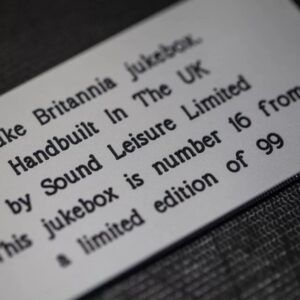 uke Britannia jukebox.
Handbuilt In The UK
by Sound Leisure Limited
This jukebox is number 16 from
a limited edition of 99